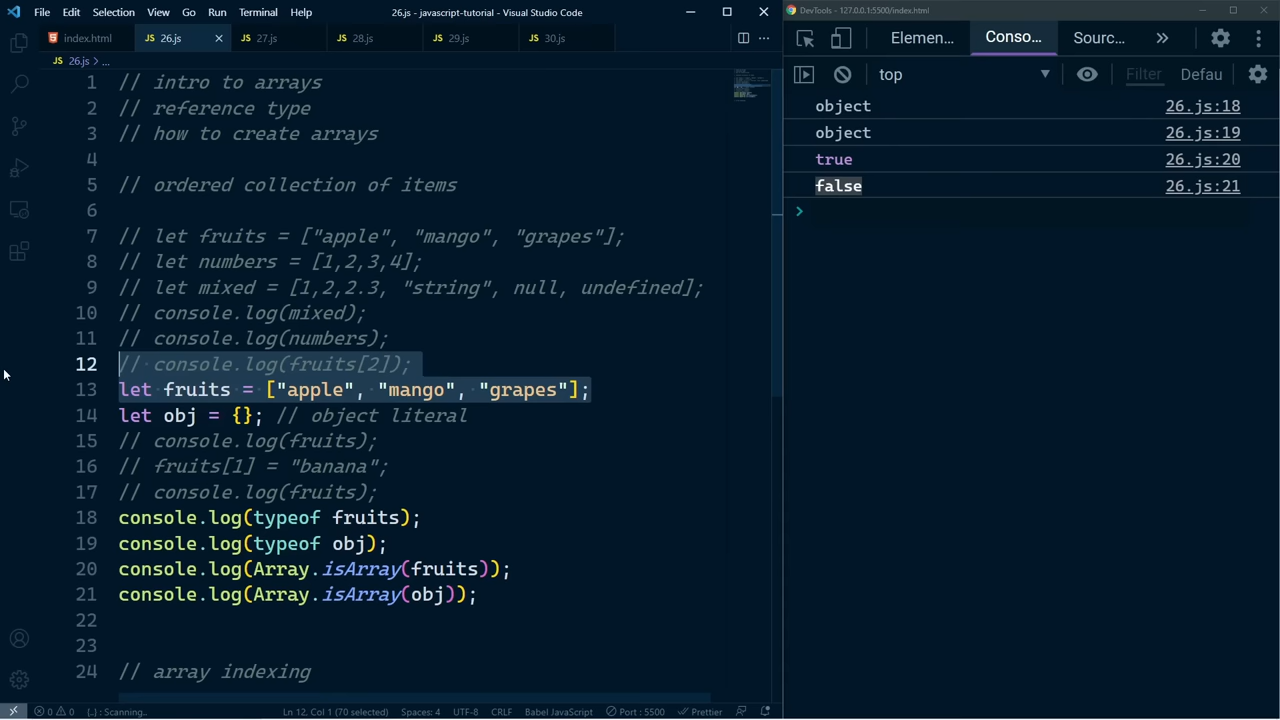 File Edit Selection View Go Run Terminal Help 26.js - javascript-tutorial - Visual Studio Code
index.html JS 26.js JS 27.js JS 28.js JS 29.js JS 30.js
JS 26.js > ...
1 // intro to arrays
2 // reference type
3 // how to create arrays
4
5 // ordered collection of items
6
7 // let fruits = ["apple", "mango", "grapes"];
8 // let numbers = [1,2,3,4];
9 // let mixed = [1,2,2.3, "string", null, undefined];
10 // console.log(mixed);
11 // console.log(numbers);
12 // console.log(fruits[2]);
13 let fruits = ["apple", "mango", "grapes"];
14 let obj = {}; // object literal
15 // console.log(fruits);
16 // fruits[1] = "banana";
17 // console.log(fruits);
18 console.log(typeof fruits);
19 console.log(typeof obj);
20 console.log(Array.isArray(fruits));
21 console.log(Array.isArray(obj));
22
23
24 // array indexing
0 0 {..}: Scanning.. Ln 12, Col 1 (70 selected) Spaces: 4 UTF-8 CRLF Babel JavaScript Port : 5500 Prettier
DevTools - 127.0.0.1:5500/index.html
Elemen... Conso... Sourc... »
top Filter Defau
object 26.js:18
object 26.js:19
true 26.js:20
false 26.js:21
>